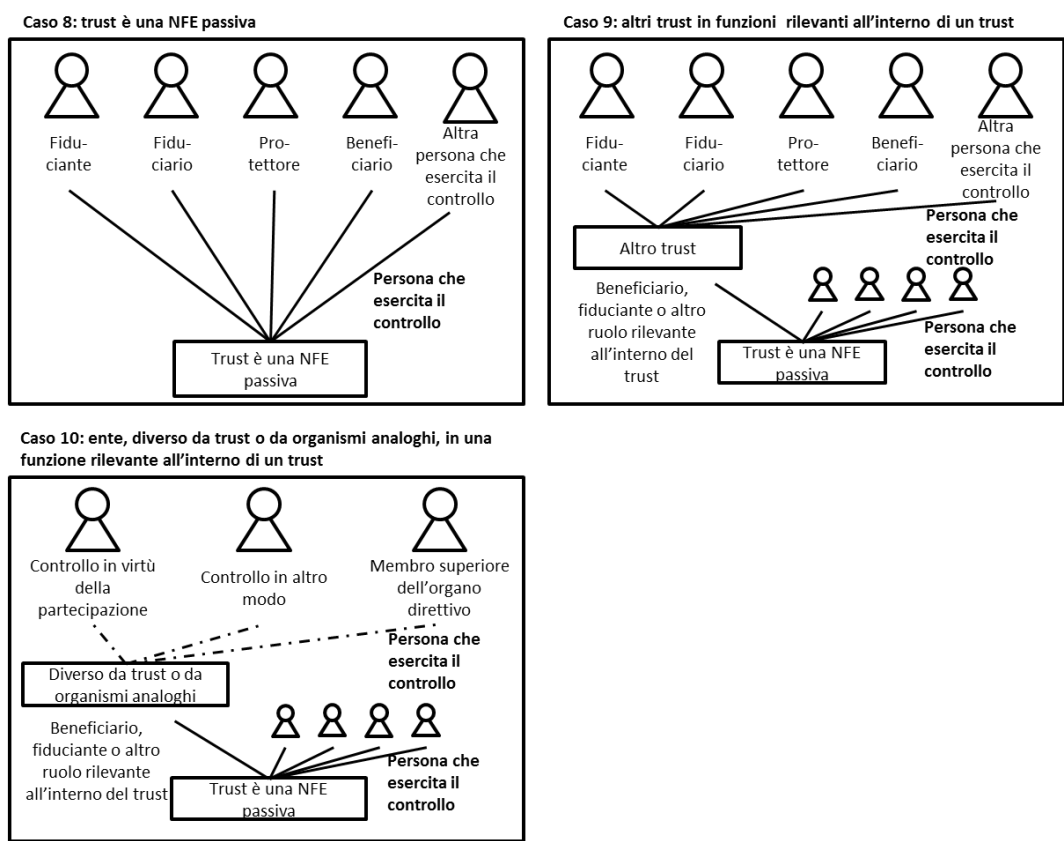 Caso 8: trust è una NFE passiva
Fidu-
ciante
Fidu-
ciario
Pro-
tettore
Benefi-
ciario
Altra
persona che
esercita il
controllo
Persona che
esercita il
controllo
Trust è una NFE
passiva
Caso 9: altri trust in funzioni rilevanti all’interno di un trust
Fidu-
ciante
Fidu-
ciario
Pro-
tettore
Benefi-
ciario
Altra
persona che
esercita il
controllo
Persona che
esercita il
controllo
Altro trust
Beneficiario,
fiduciante o altro
ruolo rilevante
all’interno del
trust
Persona che
esercita il
controllo
Trust è una NFE
passiva
Caso 10: ente, diverso da trust o da organismi analoghi, in una
funzione rilevante all’interno di un trust
Controllo in virtù
della
partecipazione
Controllo in altro
modo
Membro superiore
dell’organo
direttivo
Persona che
esercita il
controllo
Diverso da trust o da
organismi analoghi
Beneficiario,
fiduciante o altro
ruolo rilevante
all’interno del trust
Persona che
esercita il
controllo
Trust è una NFE
passiva